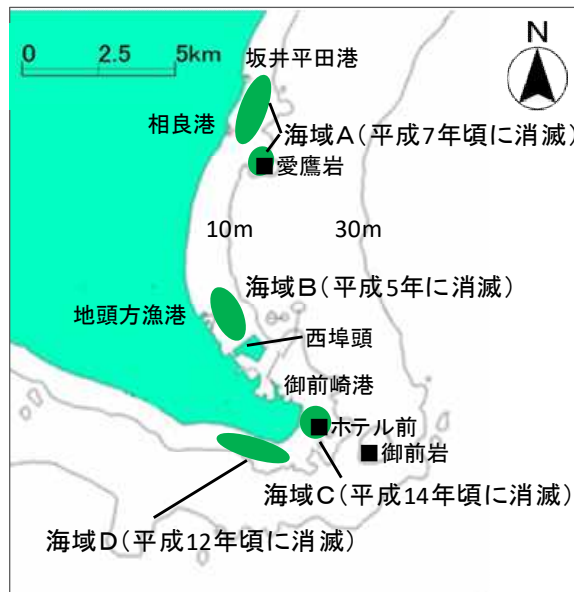 0 2.5 5km
N
坂井平田港
相良港
海域A(平成7年頃に消滅)
愛鷹岩
10m 30m
海域B(平成5年に消滅)
地頭方漁港
西埠頭
御前崎港
ホテル前
御前岩
海域C(平成14年頃に消滅)
海域D(平成12年頃に消滅)